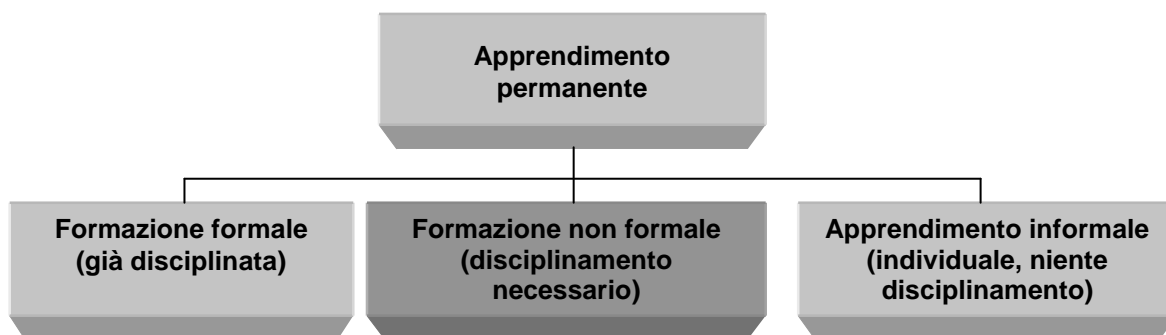 Apprendimento
permanente
Formazione formale
(già disciplinata)
Formazione non formale
(disciplinamento
necessario)
Apprendimento informale
(individuale, niente
disciplinamento)